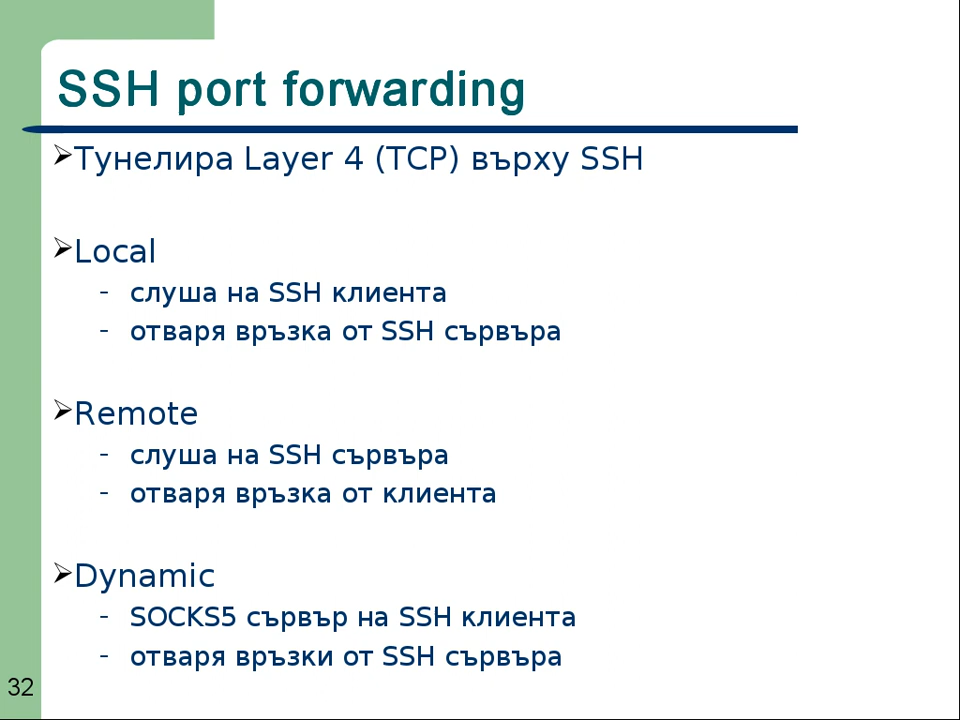 SSH port forwarding
➢Тунелира Layer 4 (TCP) върху SSH
➢Local
– слуша на SSH клиента
– отваря връзка от SSH сървъра
➢Remote
– слуша на SSH сървъра
– отваря връзка от клиента
➢Dynamic
– SOCKS5 сървър на SSH клиента
– отваря връзки от SSH сървъра
32